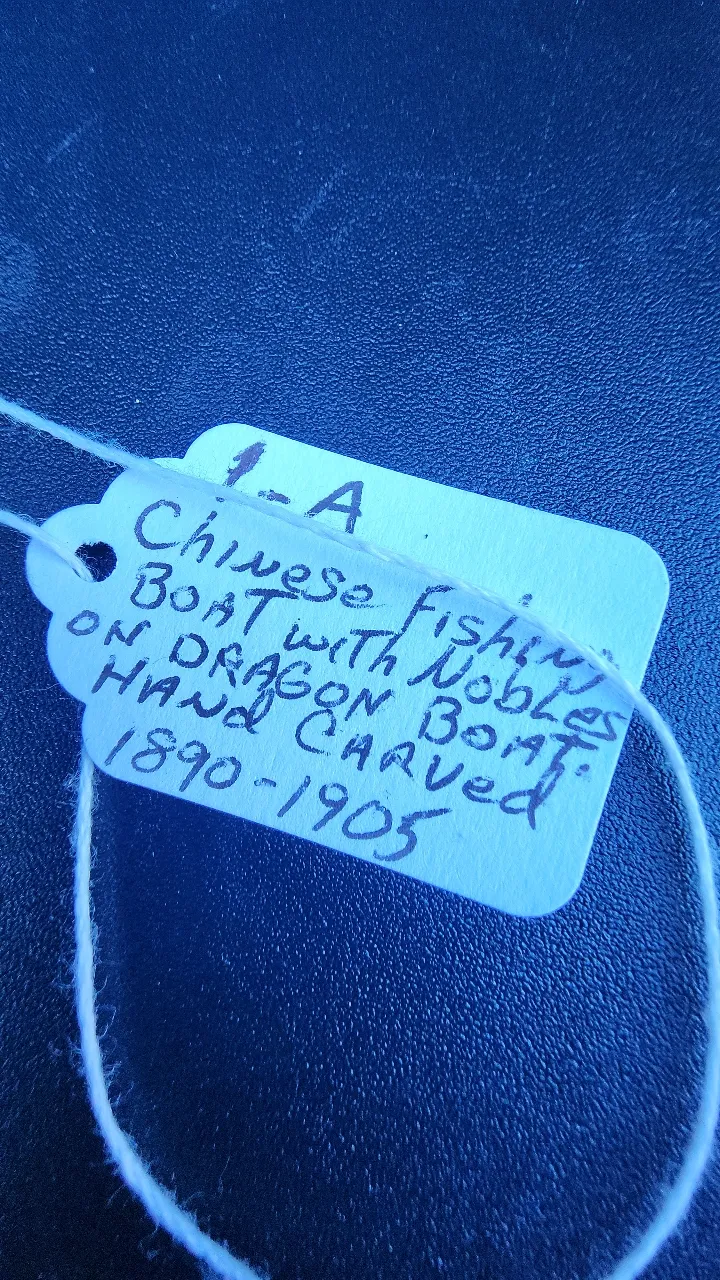 1-A
Chinese Fishing
BOAT with Nobles
ON DRAGON BOAT.
HANd CARVed
1890-1905